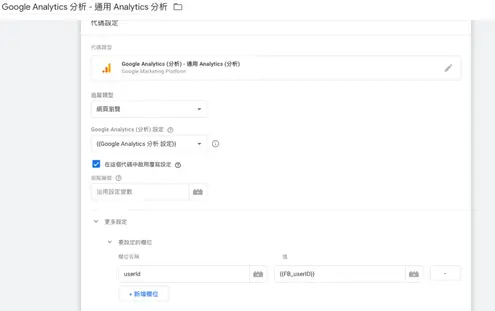 Google Analytics (分析) - 通用 Analytics (分析)
代碼設定
代碼類型
Google Analytics (分析) - 通用 Analytics (分析)
Google Marketing Platform
追蹤類型
網頁瀏覽
Google Analytics (分析) 設定
{{Google Analytics 分析 設定}}
在這個代碼中啟用覆寫設定
追蹤編號
沿用設定變數
更多設定
要設定的欄位
欄位名稱
值
userId
{{FB_userID}}
-
+ 新增欄位